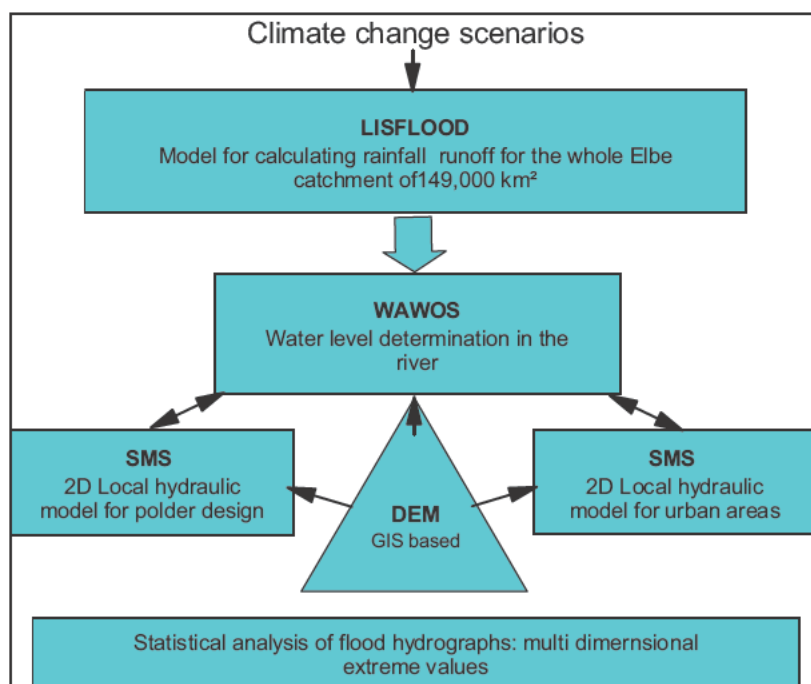 Climate change scenarios
LISFLOOD
Model for calculating rainfall runoff for the whole Elbe
catchment of149,000 km²
WAWOS
Water level determination in the
river
SMS
2D Local hydraulic
model for polder design
DEM
GIS based
SMS
2D Local hydraulic
model for urban areas
Statistical analysis of flood hydrographs: multi dimernsional
extreme values